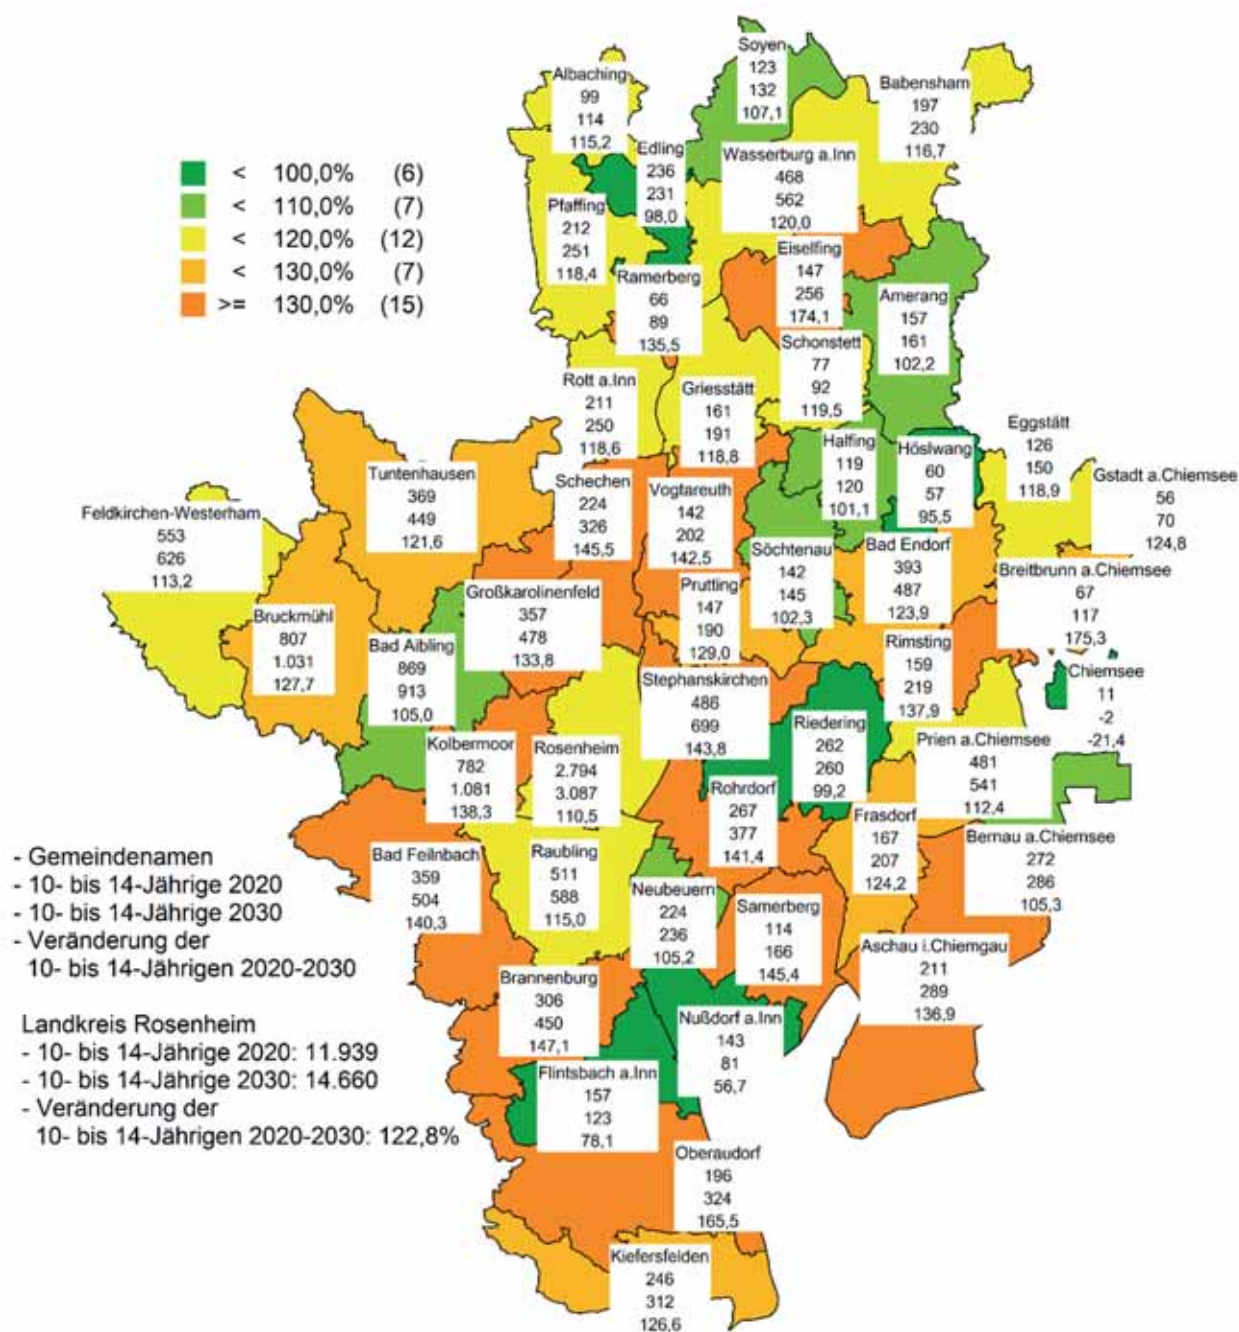 Soyen
123
132
107,1
Albaching
99
114
115,2
Babensham
197
230
116,7
Edling
236
231
98,0
Wasserburg a.Inn
468
562
120,0
< 100,0% (6)
< 110,0% (7)
< 120,0% (12)
< 130,0% (7)
>= 130,0% (15)
Pfaffing
212
251
118,4
Eiselfing
147
256
174,1
Ramerberg
66
89
135,5
Amerang
157
161
102,2
Schonstett
77
92
119,5
Rott a.Inn
211
250
118,6
Griesstätt
161
191
118,8
Halfing
119
120
101,1
Höslwang
60
57
95,5
Eggstätt
126
150
118,9
Gstadt a.Chiemsee
56
70
124,8
Tuntenhausen
369
449
121,6
Schechen
224
326
145,5
Vogtareuth
142
202
142,5
Feldkirchen-Westerham
553
626
113,2
Söchtenau
142
145
102,3
Bad Endorf
393
487
123,9
Breitbrunn a.Chiemsee
67
117
175,3
Großkarolinenfeld
357
478
133,8
Prutting
147
190
129,0
Bruckmühl
807
1.031
127,7
Bad Aibling
869
913
105,0
Rimsting
159
219
137,9
Chiemsee
11
-2
-21,4
Stephanskirchen
486
699
143,8
Riedering
262
260
99,2
Prien a.Chiemsee
481
541
112,4
Kolbermoor
782
1.081
138,3
Rosenheim
2.794
3.087
110,5
Rohrdorf
267
377
141,4
Frasdorf
167
207
124,2
Bernau a.Chiemsee
272
286
105,3
Bad Feilnbach
359
504
140,3
Raubling
511
588
115,0
Neubeuern
224
236
105,2
Samerberg
114
166
145,4
Aschau i.Chiemgau
211
289
136,9
- Gemeindenamen
- 10- bis 14-Jährige 2020
- 10- bis 14-Jährige 2030
- Veränderung der
10- bis 14-Jährigen 2020-2030
Brannenburg
306
450
147,1
Nußdorf a.Inn
143
81
56,7
Landkreis Rosenheim
- 10- bis 14-Jährige 2020: 11.939
- 10- bis 14-Jährige 2030: 14.660
- Veränderung der
10- bis 14-Jährigen 2020-2030: 122,8%
Flintsbach a.Inn
157
123
78,1
Oberaudorf
196
324
165,5
Kiefersfelden
246
312
126,6